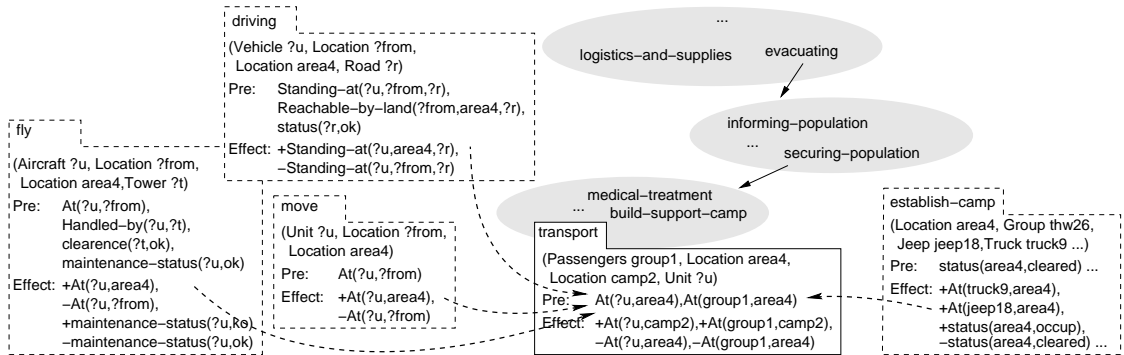 driving
(Vehicle ?u, Location ?from,
Location area4, Road ?r)
Pre: Standing−at(?u,?from,?r),
Reachable−by−land(?from,area4,?r),
status(?r,ok)
Effect: +Standing−at(?u,area4,?r),
−Standing−at(?u,?from,?r)
fly
(Aircraft ?u, Location ?from,
Location area4,Tower ?t)
Pre: At(?u,?from),
Handled−by(?u,?t),
clearence(?t,ok),
maintenance−status(?u,ok)
Effect: +At(?u,area4),
−At(?u,?from),
+maintenance−status(?u,ko)
−maintenance−status(?u,ok)
move
(Unit ?u, Location ?from,
Location area4)
Pre: At(?u,?from)
Effect: +At(?u,area4),
−At(?u,?from)
...
logistics−and−supplies
evacuating
informing−population
...
securing−population
medical−treatment
... build−support−camp
transport
(Passengers group1, Location area4,
Location camp2, Unit ?u)
Pre: At(?u,area4),At(group1,area4)
Effect: +At(?u,camp2),+At(group1,camp2),
−At(?u,area4),−At(group1,area4)
establish−camp
(Location area4, Group thw26,
Jeep jeep18,Truck truck9 ...)
Pre: status(area4,cleared) ...
Effect: +At(truck9,area4),
+At(jeep18,area4),
+status(area4,occup)
−status(area4,cleared) ...